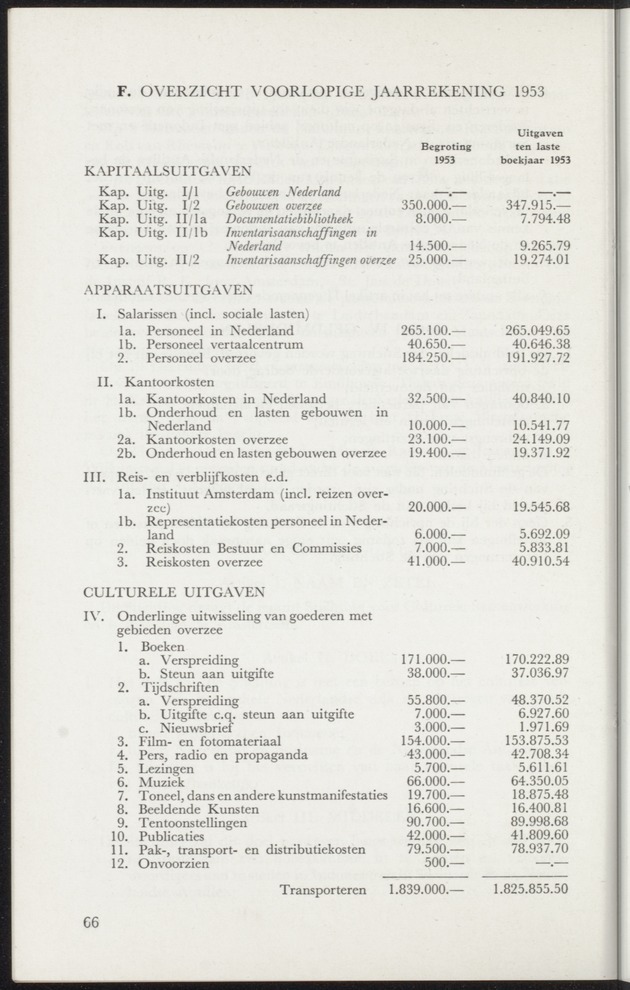 F. OVERZICHT VOORLOPIGE JAARREKENING 1953
Uitgaven
Begroting ten laste
1953 boekjaar 1953
KAPITAALSUITGAVEN
Kap. Uitg. I/1 Gebouwen Nederland —.— —.—
Kap. Uitg. I/2 Gebouwen overzee 350.000.— 347.915.—
Kap. Uitg. II/1a Documentatiebibliotheek 8.000.— 7.794.48
Kap. Uitg. II/1b Inventarisaanschaffingen in
Nederland 14.500.— 9.265.79
Kap. Uitg. II/2 Inventarisaanschaffingen overzee 25.000.— 19.274.01
APPARAATSUITGAVEN
I. Salarissen (incl. sociale lasten)
1a. Personeel in Nederland 265.100.— 265.049.65
1b. Personeel vertaalcentrum 40.650.— 40.646.38
2. Personeel overzee 184.250.— 191.927.72
II. Kantoorkosten
1a. Kantoorkosten in Nederland 32.500.— 40.840.10
1b. Onderhoud en lasten gebouwen in
Nederland 10.000.— 10.541.77
2a. Kantoorkosten overzee 23.100.— 24.149.09
2b. Onderhoud en lasten gebouwen overzee 19.400.— 19.371.92
III. Reis- en verblijfkosten e.d.
1a. Instituut Amsterdam (incl. reizen over-
zee) 20.000.— 19.545.68
1b. Representatiekosten personeel in Neder-
land 6.000.— 5.692.09
2. Reiskosten Bestuur en Commissies 7.000.— 5.833.81
3. Reiskosten overzee 41.000.— 40.910.54
CULTURELE UITGAVEN
IV. Onderlinge uitwisseling van goederen met
gebieden overzee
1. Boeken
a. Verspreiding 171.000.— 170.222.89
b. Steun aan uitgifte 38.000.— 37.036.97
2. Tijdschriften
a. Verspreiding 55.800.— 48.370.52
b. Uitgifte c.q. steun aan uitgifte 7.000.— 6.927.60
c. Nieuwsbrief 3.000.— 1.971.69
3. Film- en fotomateriaal 154.000.— 153.875.53
4. Pers, radio en propaganda 43.000.— 42.708.34
5. Lezingen 5.700.— 5.611.61
6. Muziek 66.000.— 64.350.05
7. Toneel, dans en andere kunstmanifestaties 19.700.— 18.875.48
8. Beeldende Kunsten 16.600.— 16.400.81
9. Tentoonstellingen 90.700.— 89.998.68
10. Publicaties 42.000.— 41.809.60
11. Pak-, transport- en distributiekosten 79.500.— 78.937.70
12. Onvoorzien 500.— —.—
Transporteren 1.839.000.— 1.825.855.50
66